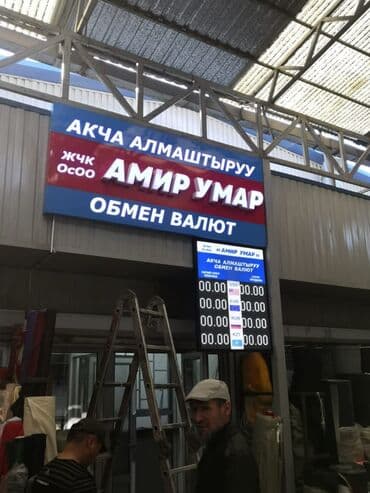 АКЧА АЛМАШТЫРУУ
ЖЧК
ОсОО
АМИР УМАР
ОБМЕН ВАЛЮТ
АМИР УМАР
АКЧА АЛМАШТЫРУУ
ОБМЕН ВАЛЮТ
00.00 00.00
00.00 00.00
00.00 00.00
00.00 00.00